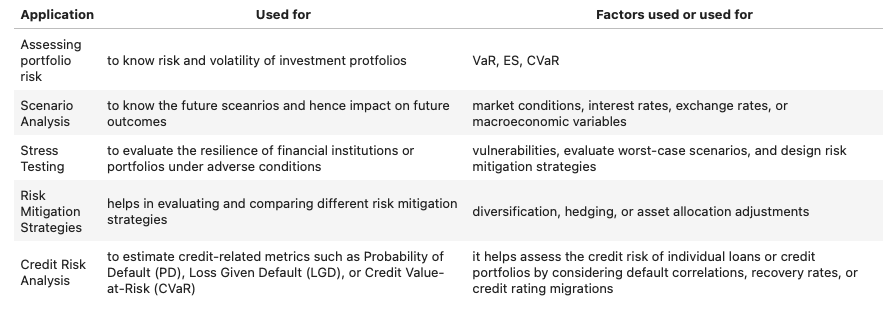 Application Used for Factors used or used for
Assessing
portfolio
risk
to know risk and volatility of investment protfolios
VaR, ES, CVaR
Scenario
Analysis
to know the future sceanrios and hence impact on future
outcomes
market conditions, interest rates, exchange rates, or
macroeconomic variables
Stress
Testing
to evaluate the resilience of financial institutions or
portfolios under adverse conditions
vulnerabilities, evaluate worst-case scenarios, and design risk
mitigation strategies
Risk
Mitigation
Strategies
helps in evaluating and comparing different risk mitigation
strategies
diversification, hedging, or asset allocation adjustments
Credit Risk
Analysis
to estimate credit-related metrics such as Probability of
Default (PD), Loss Given Default (LGD), or Credit Value-
at-Risk (CVaR)
it helps assess the credit risk of individual loans or credit
portfolios by considering default correlations, recovery rates, or
credit rating migrations